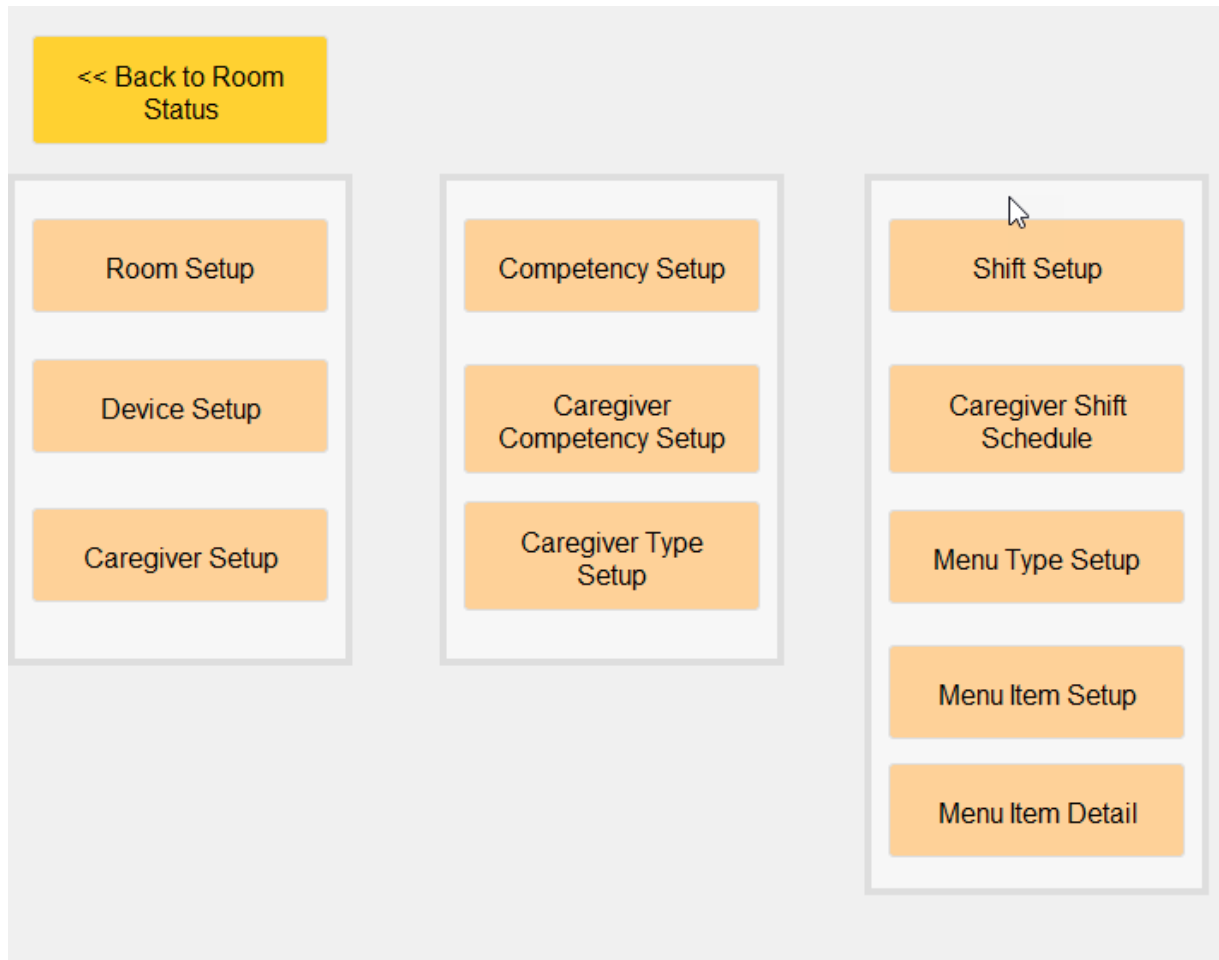 << Back to Room
Status
Room Setup
Device Setup
Caregiver Setup
Competency Setup
Caregiver
Competency Setup
Caregiver Type
Setup
Shift Setup
Caregiver Shift
Schedule
Menu Type Setup
Menu Item Setup
Menu Item Detail